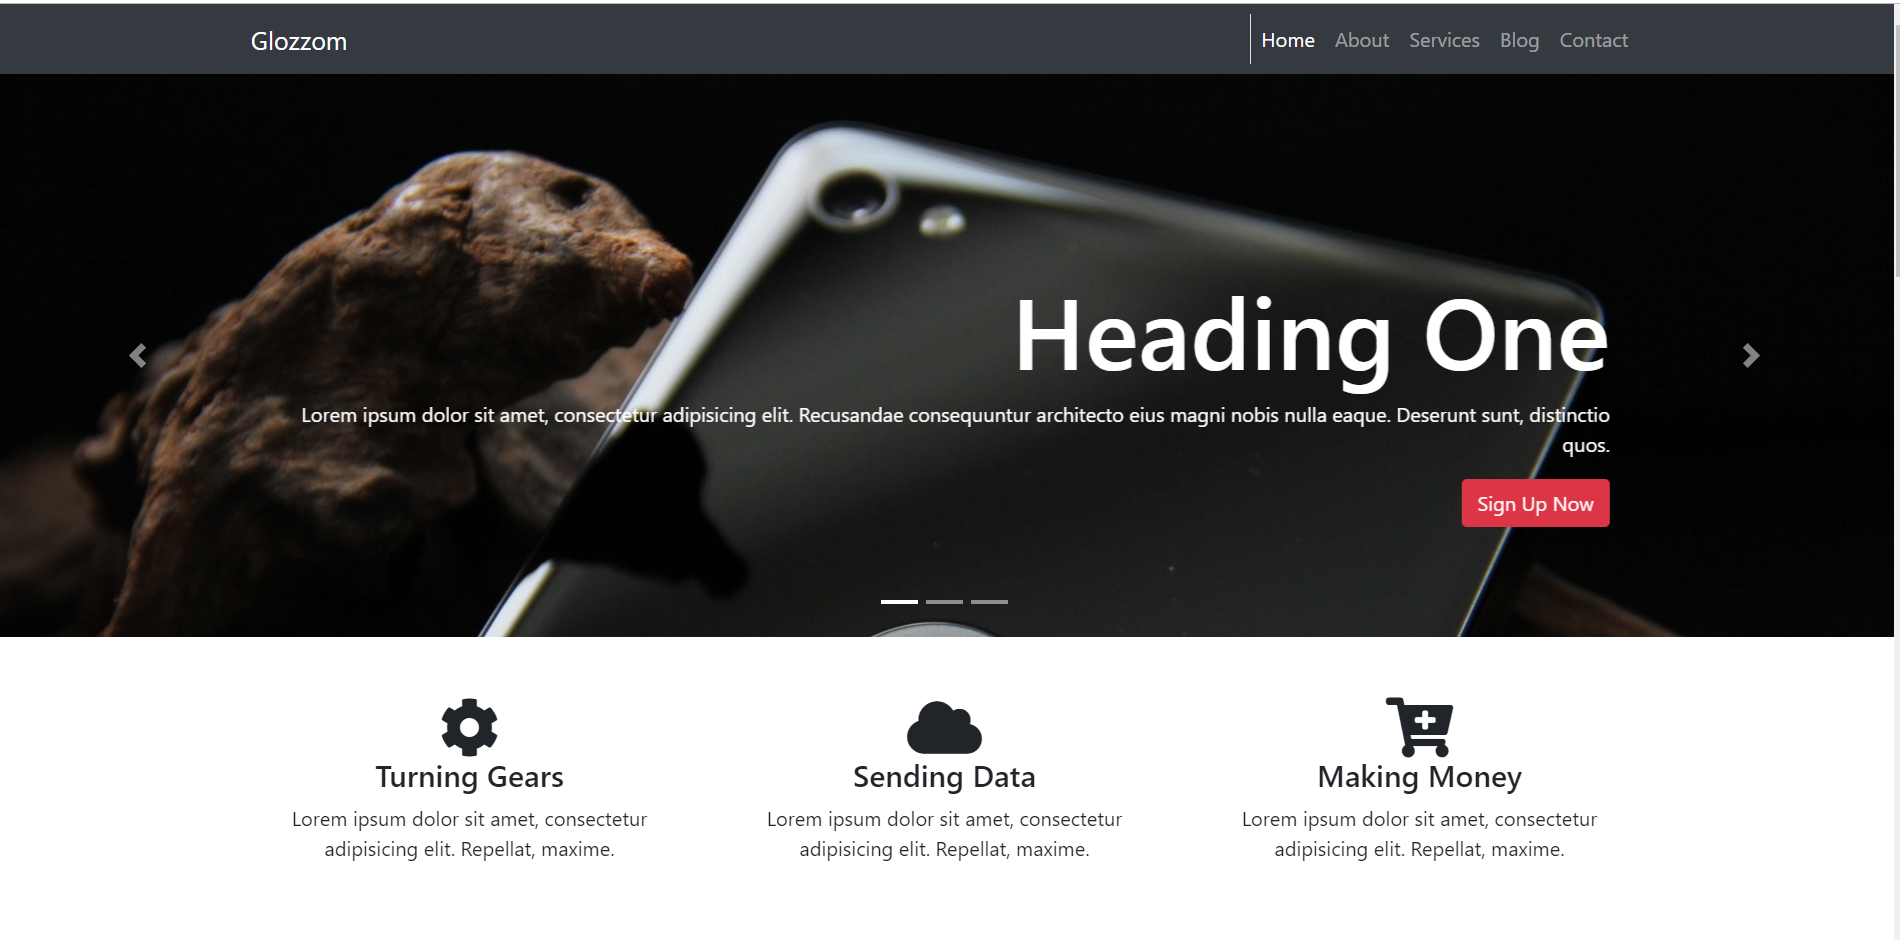 Glozzom
Home About Services Blog Contact
Heading One
Lorem ipsum dolor sit amet, consectetur adipisicing elit. Recusandae consequuntur architecto eius magni nobis nulla eaque. Deserunt sunt, distinctio
quos.
Sign Up Now
Turning Gears
Lorem ipsum dolor sit amet, consectetur
adipisicing elit. Repellat, maxime.
Sending Data
Lorem ipsum dolor sit amet, consectetur
adipisicing elit. Repellat, maxime.
Making Money
Lorem ipsum dolor sit amet, consectetur
adipisicing elit. Repellat, maxime.